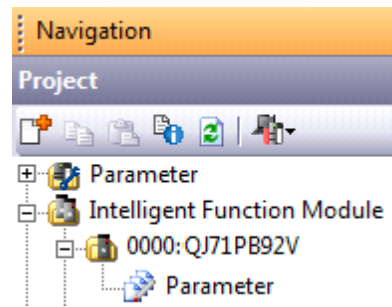 Navigation
Project
Parameter
Intelligent Function Module
0000:QJ71PB92V
Parameter